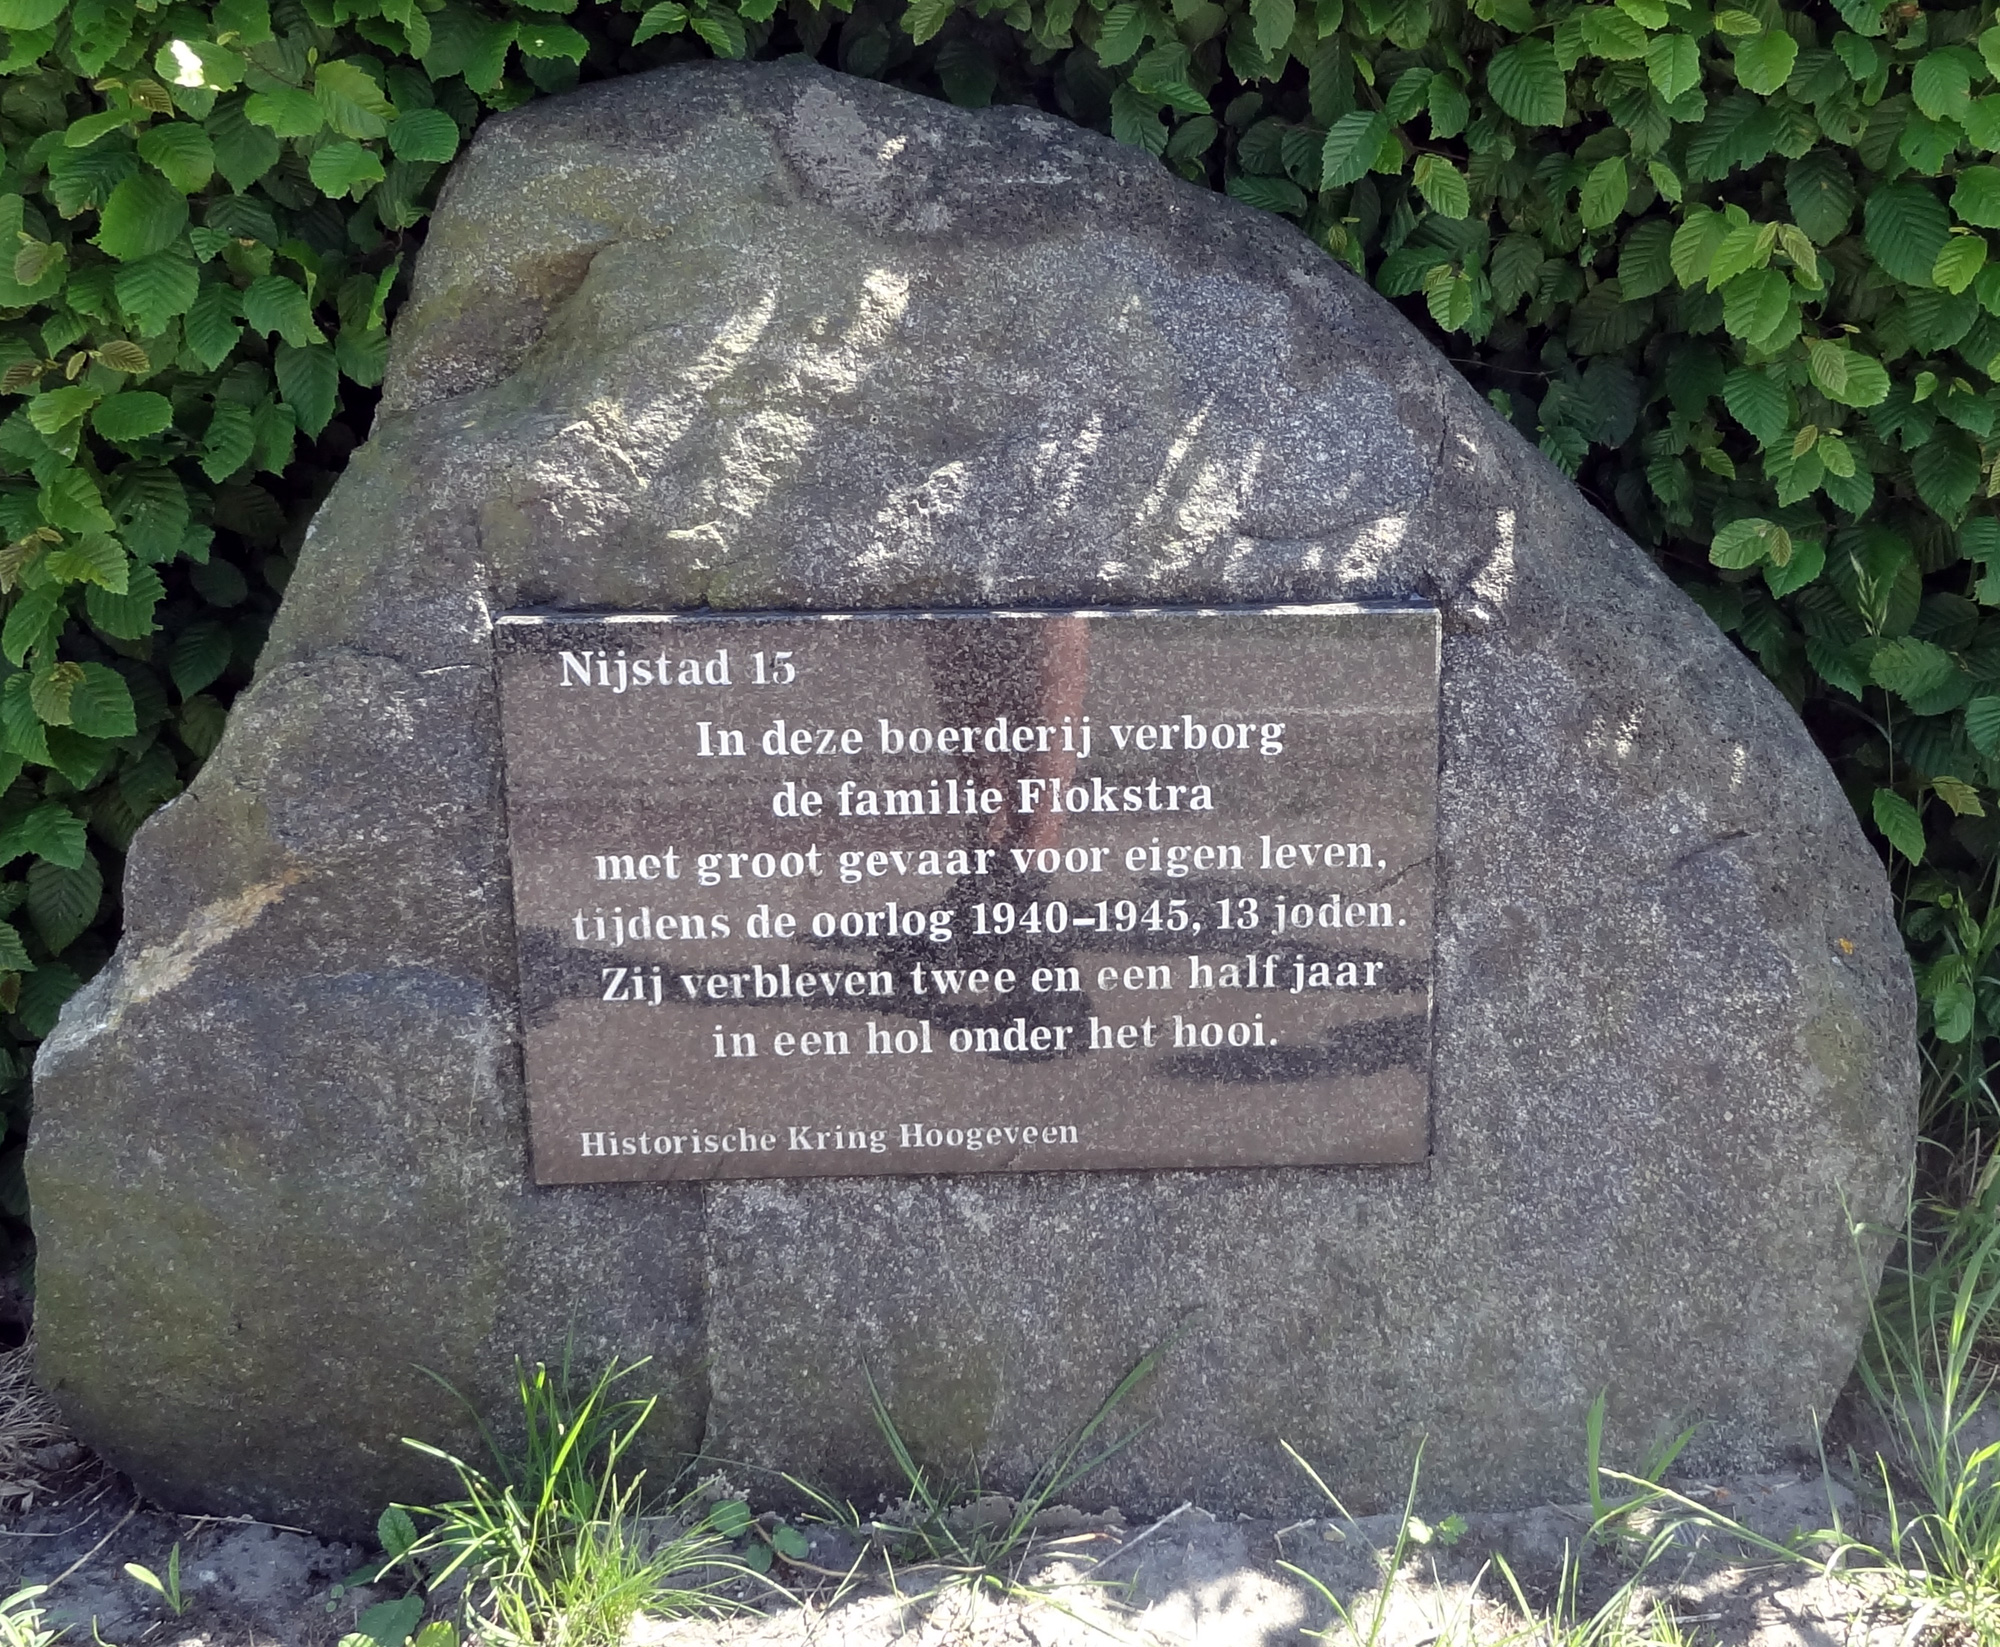 Nijstad 15
In deze boerderij verborg
de familie Flokstra
met groot gevaar voor eigen leven,
tijdens de oorlog 1940-1945, 13 joden.
Zij verbleven twee en een half jaar
in een hol onder het hooi.
Historische Kring Hoogeveen